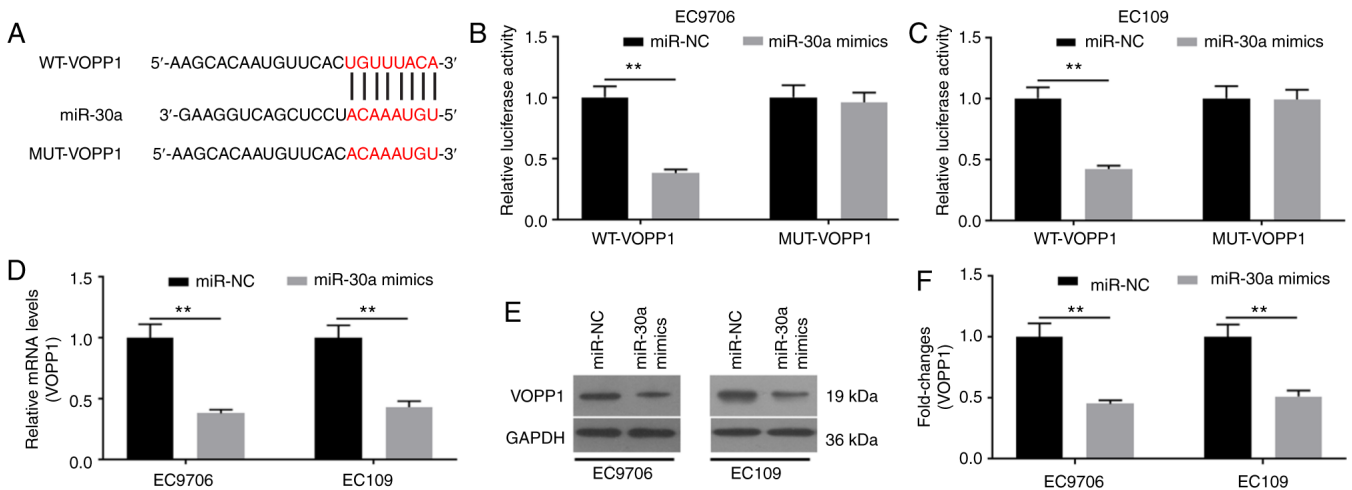 A
WT-VOPP1 5′-AAGCACAAUGUUCACUGUUUACA-3′
miR-30a 3′-GAAGGUCAGCUCCUACAAAUGU-5′
MUT-VOPP1 5′-AAGCACAAUGUUCACACAAAUGU-3′
B
EC9706
miR-NC miR-30a mimics
Relative luciferase activity
1.5
1.0
0.5
0.0
**
WT-VOPP1 MUT-VOPP1
C
EC109
miR-NC miR-30a mimics
Relative luciferase activity
1.5
1.0
0.5
0.0
**
WT-VOPP1 MUT-VOPP1
D
miR-NC miR-30a mimics
Relative mRNA levels
(VOPP1)
1.5
1.0
0.5
0.0
** **
EC9706 EC109
E
miR-NC
miR-30a
mimics
miR-NC
miR-30a
mimics
VOPP1 19 kDa
GAPDH 36 kDa
EC9706 EC109
F
miR-NC miR-30a mimics
Fold-changes
(VOPP1)
1.5
1.0
0.5
0.0
** **
EC9706 EC109